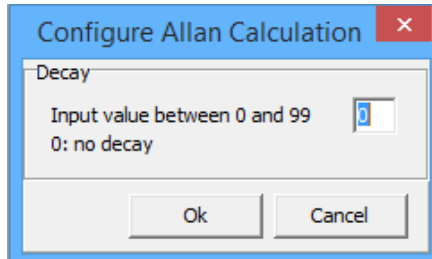 Configure Allan Calculation
Decay
Input value between 0 and 99 0
0: no decay
Ok Cancel